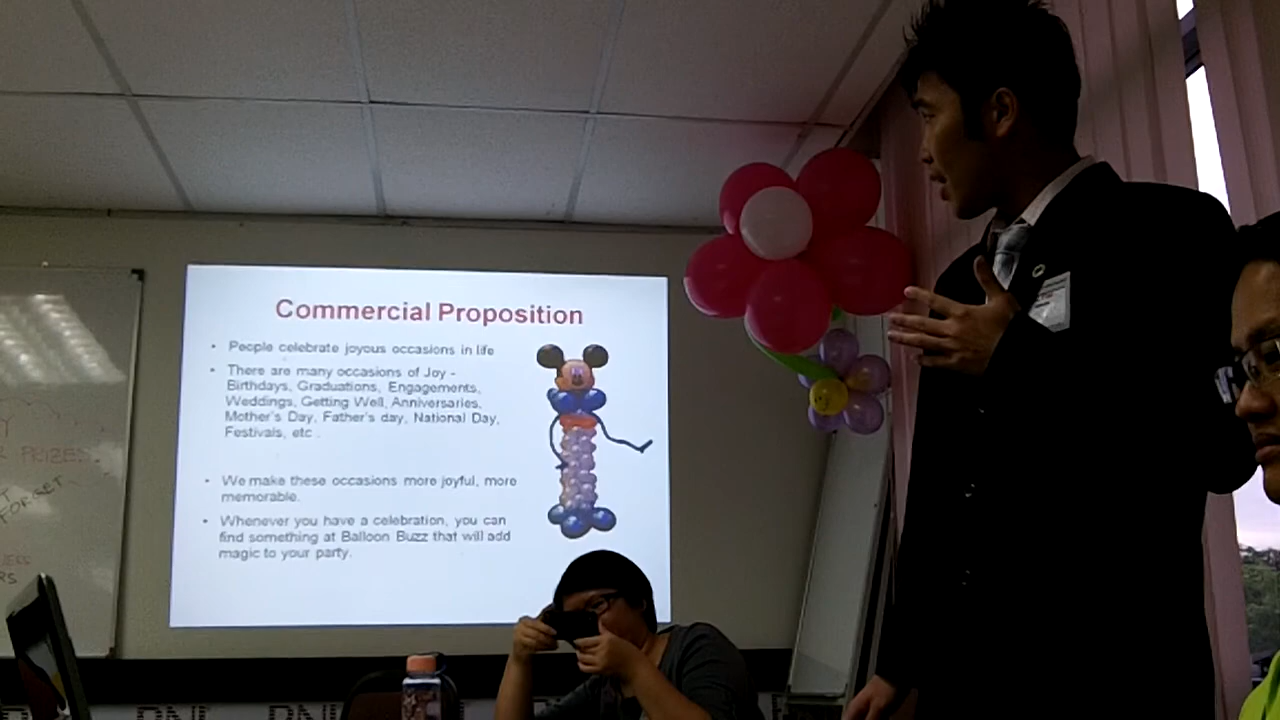 Commercial Proposition
• People celebrate joyous occasions in life
• There are many occasions of Joy -
Birthdays, Graduations, Engagements,
Weddings, Getting Well, Anniversaries,
Mother's Day, Father's day, National Day,
Festivals, etc .
• We make these occasions more joyful, more
memorable.
• Whenever you have a celebration, you can
find something at Balloon Buzz that will add
magic to your party.
PRIZES
FORGET